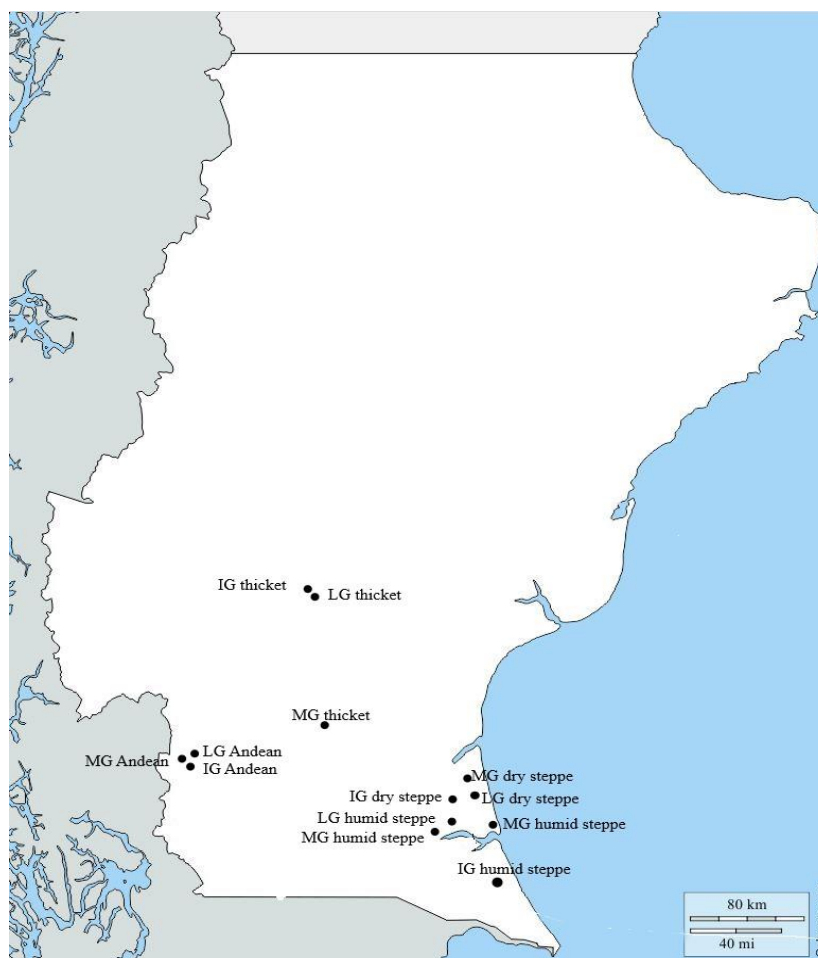 IG thicket
LG thicket
MG thicket
LG Andean
MG Andean
IG Andean
MG dry steppe
IG dry steppe
LG dry steppe
LG humid steppe
MG humid steppe
MG humid steppe
IG humid steppe
80 km
40 mi